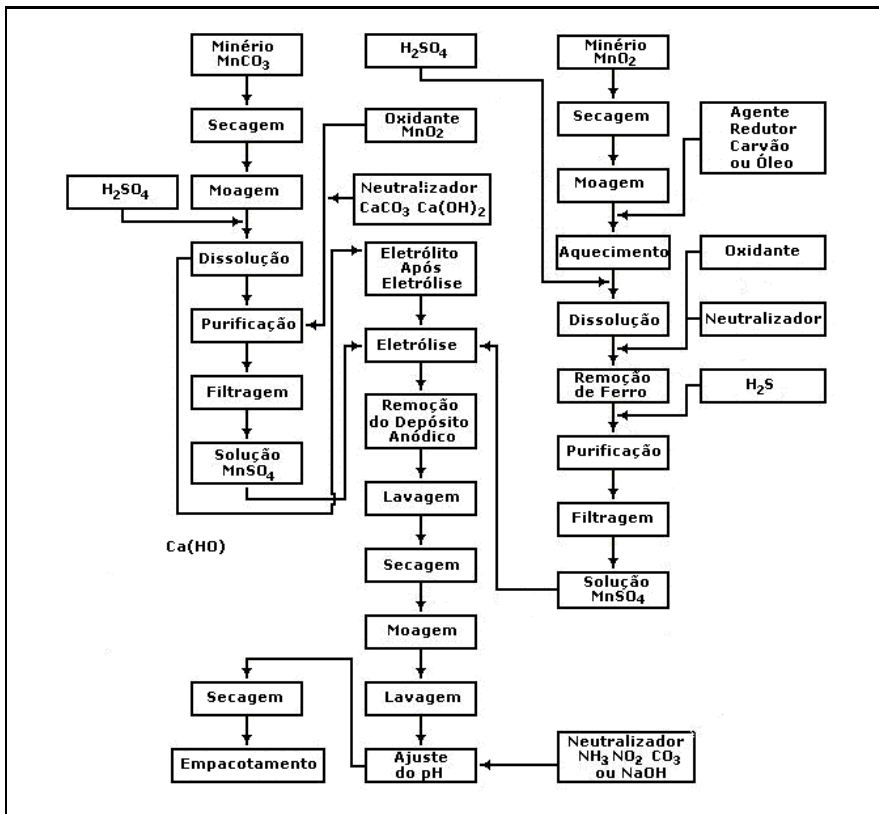 Minério
MnCO₃
H₂SO₄
Minério
MnO₂
Secagem
Oxidante
MnO₂
Secagem
Agente
Redutor
Carvão
ou Óleo
H₂SO₄
Moagem
Neutralizador
CaCO₃ Ca(OH)₂
Moagem
Dissolução
Eletrólito
Após
Eletrólise
Aquecimento
Oxidante
Purificação
Eletrólise
Dissolução
Neutralizador
Filtragem
Remoção
do Depósito
Anódico
Remoção
de Ferro
H₂S
Solução
MnSO₄
Purificação
Lavagem
Filtragem
Ca(HO)
Secagem
Solução
MnSO₄
Moagem
Secagem
Lavagem
Empacotamento
Ajuste
do pH
Neutralizador
NH₃ NO₂ CO₃
ou NaOH